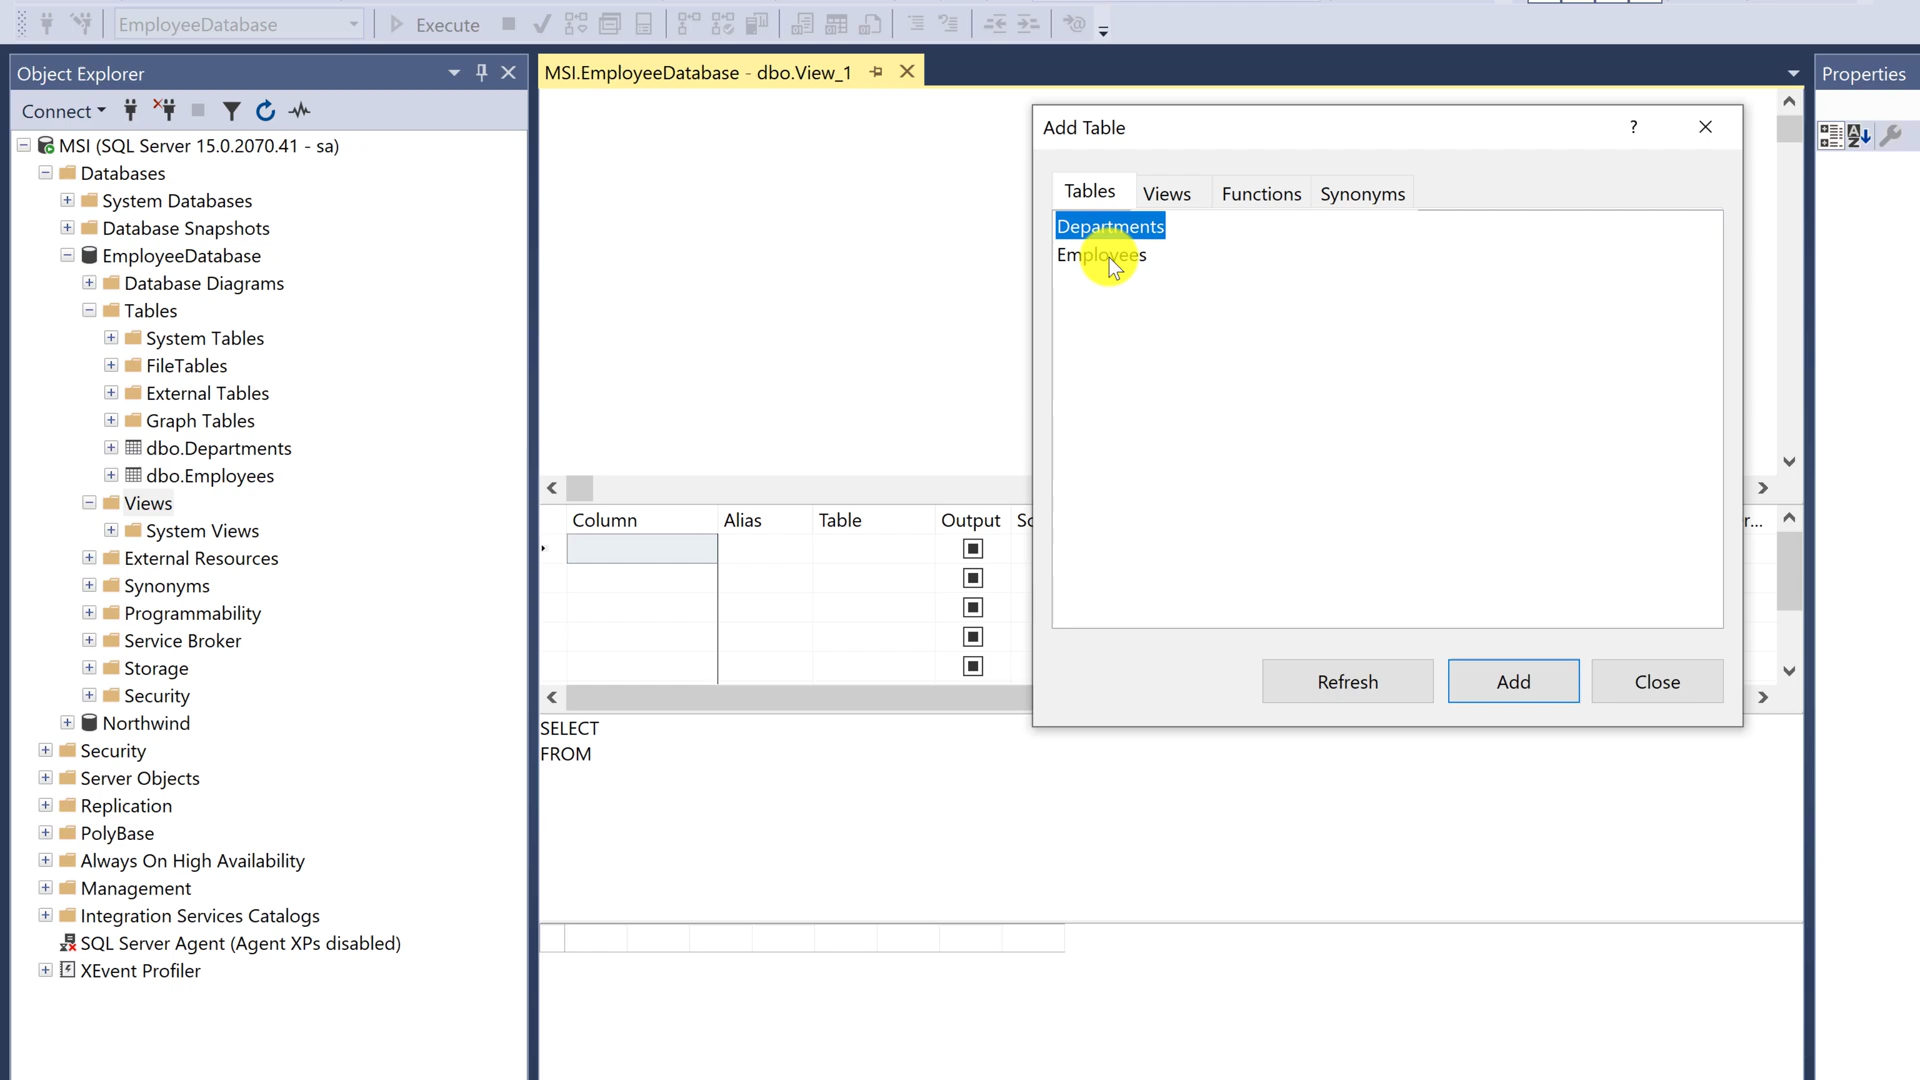 EmployeeDatabase
Execute
Object Explorer
Connect
MSI (SQL Server 15.0.2070.41 - sa)
Databases
System Databases
Database Snapshots
EmployeeDatabase
Database Diagrams
Tables
System Tables
FileTables
External Tables
Graph Tables
dbo.Departments
dbo.Employees
Views
System Views
External Resources
Synonyms
Programmability
Service Broker
Storage
Security
Northwind
Security
Server Objects
Replication
PolyBase
Always On High Availability
Management
Integration Services Catalogs
SQL Server Agent (Agent XPs disabled)
XEvent Profiler
MSI.EmployeeDatabase - dbo.View_1
Column Alias Table Output
SELECT
FROM
Add Table
?
Tables Views Functions Synonyms
Departments
Employees
Refresh Add Close
Properties